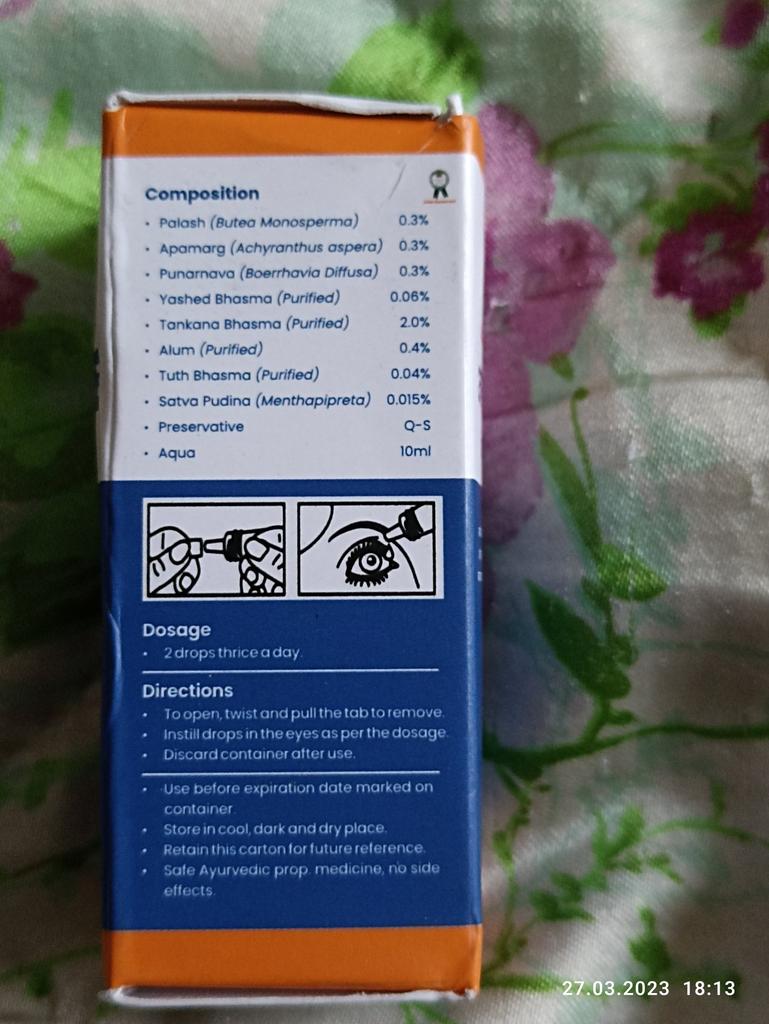 Composition
• Palash (Butea Monosperma) 0.3%
• Apamarg (Achyranthus aspera) 0.3%
• Punarnava (Boerrhavia Diffusa) 0.3%
• Yashed Bhasma (Purified) 0.06%
• Tankana Bhasma (Purified) 2.0%
• Alum (Purified) 0.4%
• Tuth Bhasma (Purified) 0.04%
• Satva Pudina (Menthapipreta) 0.015%
• Preservative Q-S
• Aqua 10ml
Dosage
• 2 drops thrice a day.
Directions
• To open, twist and pull the tab to remove.
• Instill drops in the eyes as per the dosage
• Discard container after use.
• Use before expiration date marked on
container.
• Store in cool, dark and dry place.
• Retain this carton for future reference.
• Safe Ayurvedic prop. medicine, no side
effects.
27.03.2023 18:13